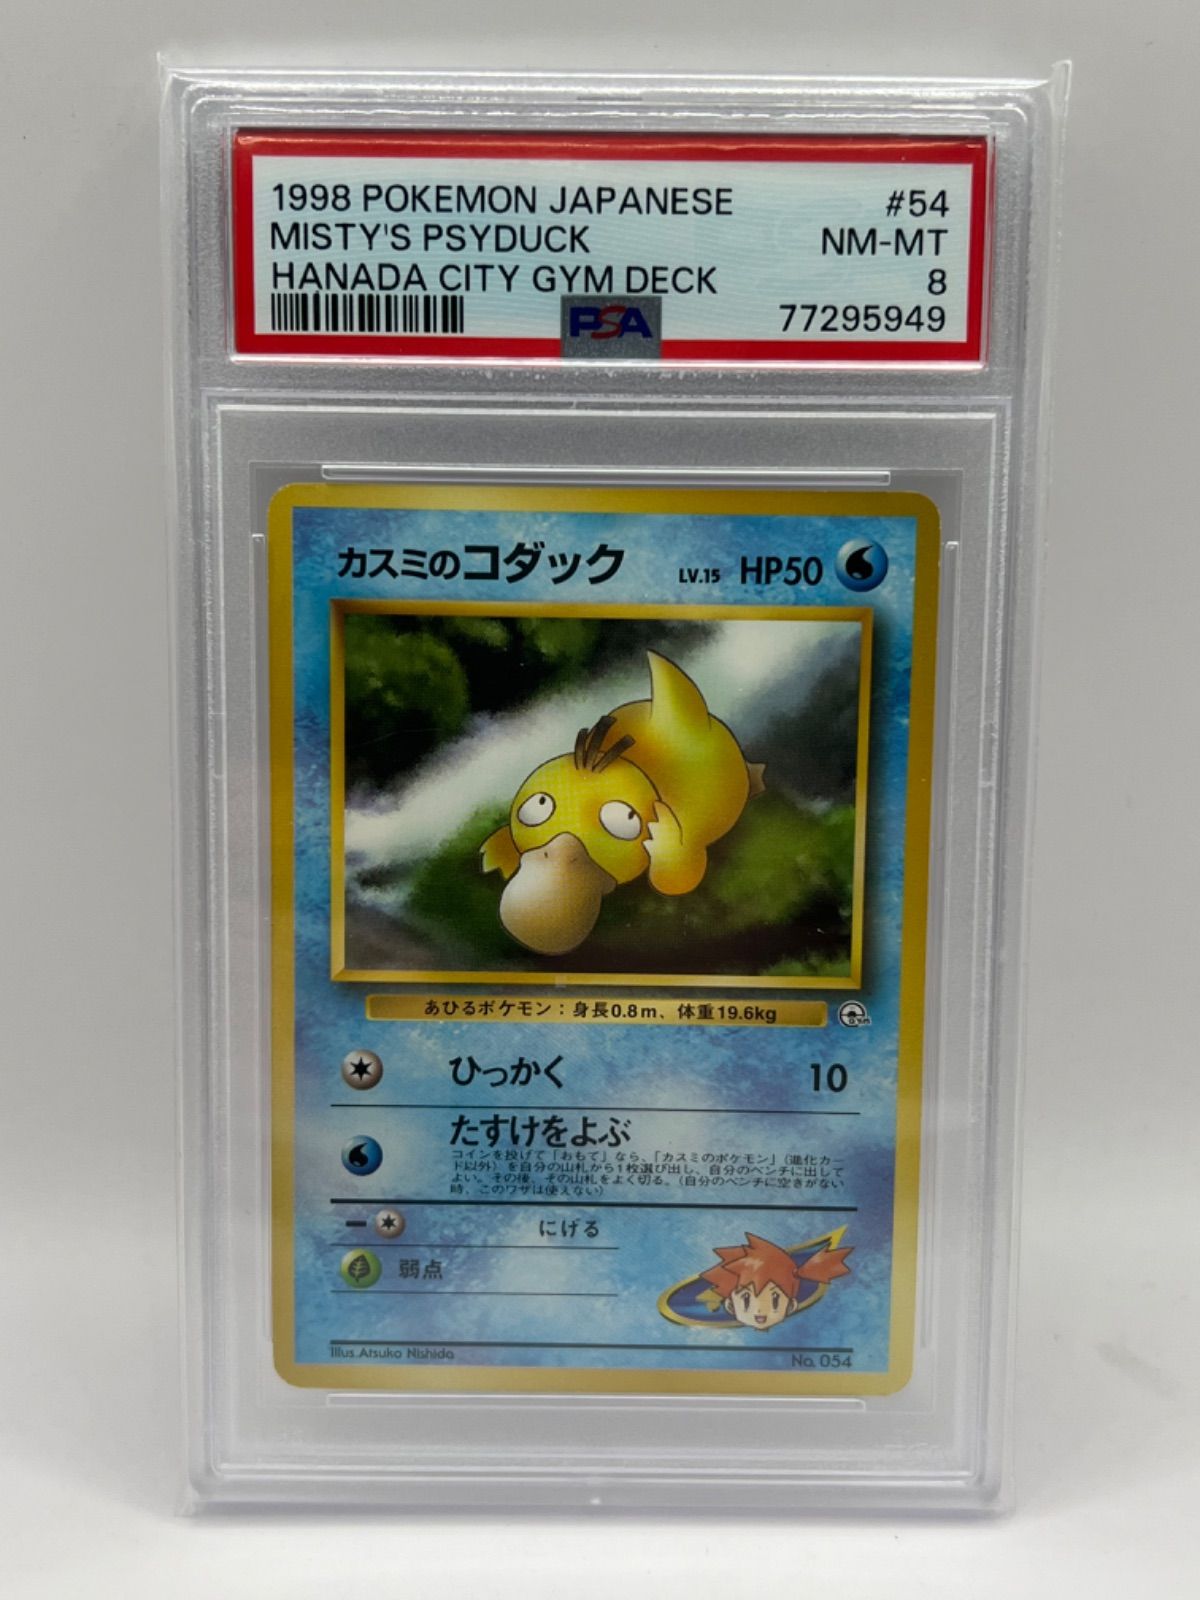 1998 POKEMON JAPANESE #54
MISTY'S PSYDUCK NM-MT
HANADA CITY GYM DECK 8
PSA 77295949
カスミのコダック LV.15 HP50
あひるポケモン：身長0.8m、体重19.6kg
GYM
ひっかく 10
たすけをよぶ
コインを投げて「おもて」なら、「カスミのポケモン」（進化カー
ド以外）を自分の山札から1枚選び出し、自分のベンチに出して
よい。その後、その山札をよく切る。（自分のベンチに空きがない
時、このワザは使えない）
にげる
弱点
Illus.Atsuko Nishida No. 054